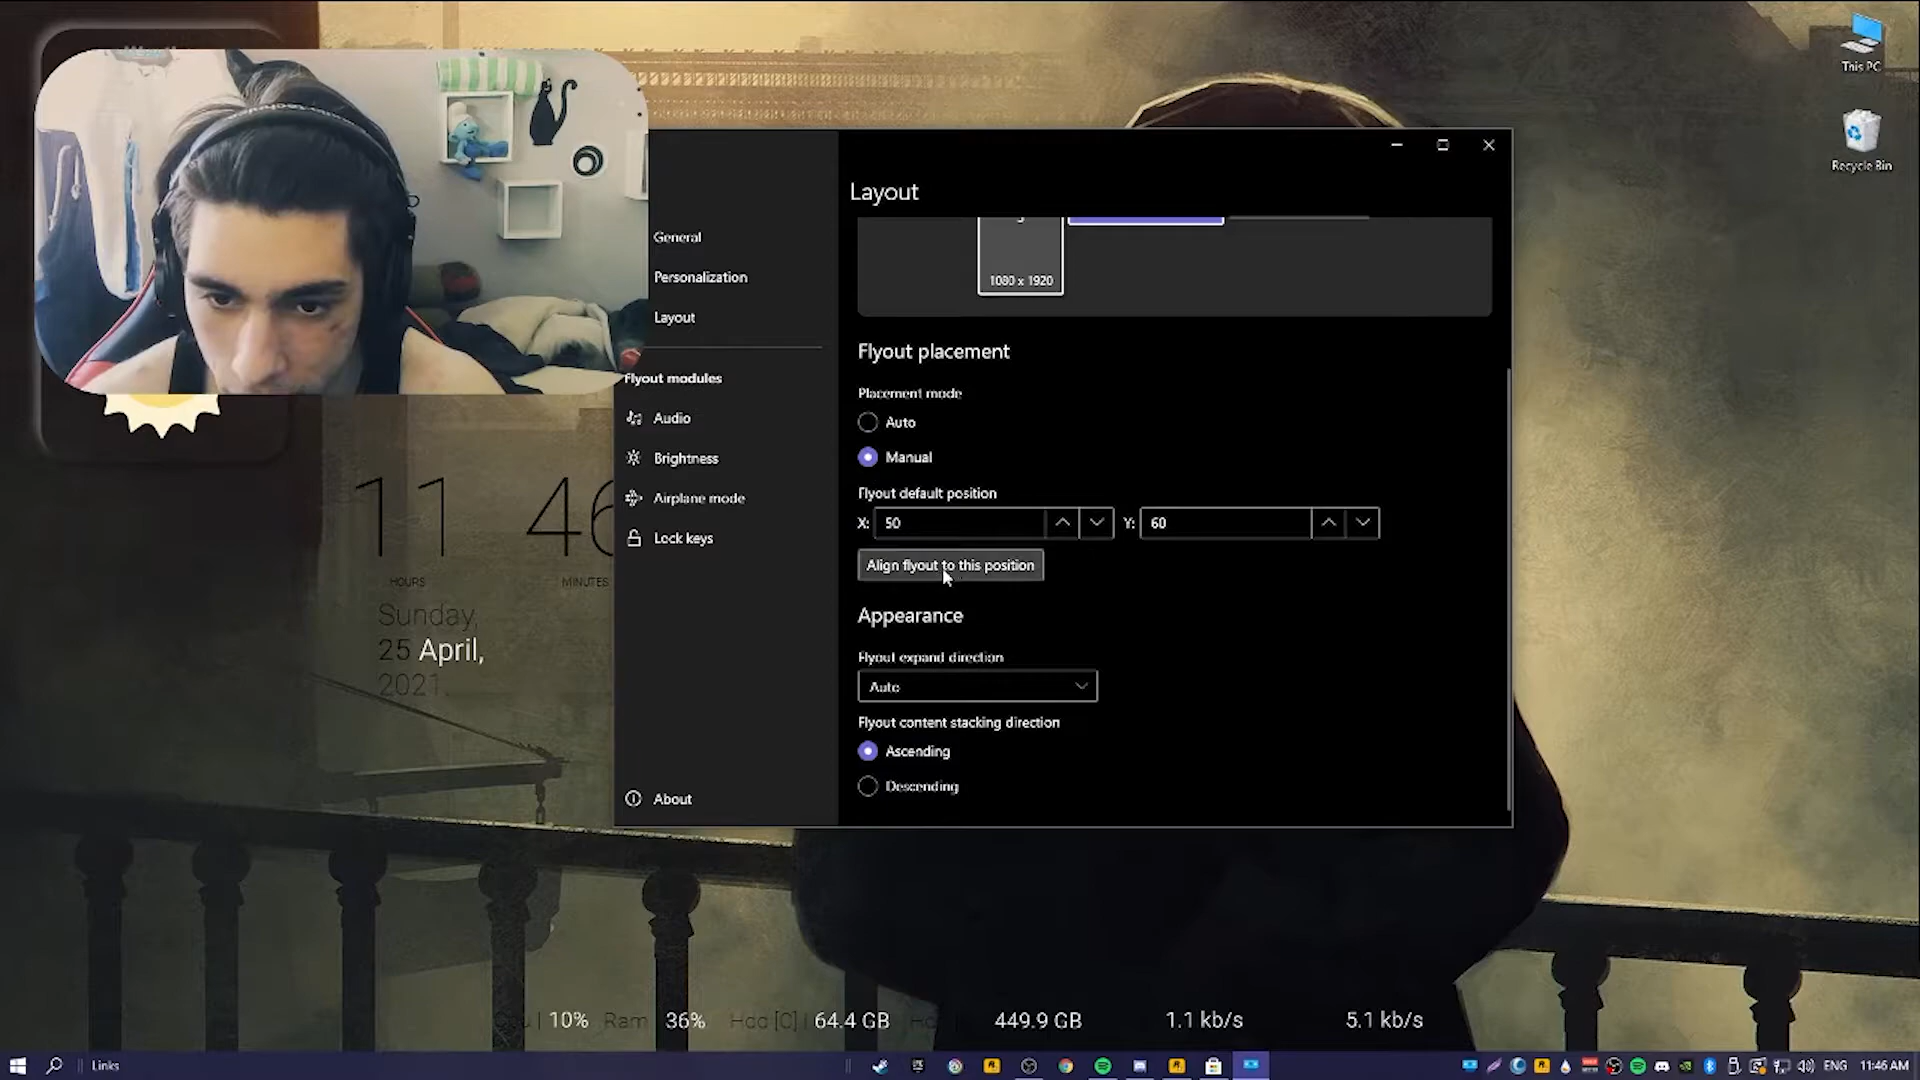 This PC
Recycle Bin
Layout
General
Personalization
Layout
1080 x 1920
Flyout placement
Flyout modules
Placement mode
Audio
Auto
Brightness
Manual
Airplane mode
Flyout default position
Lock keys
X: 50
Y: 60
Align flyout to this position
11
46
HOURS
MINUTES
Sunday,
25 April,
2021.
Appearance
Flyout expand direction
Auto
Flyout content stacking direction
Ascending
Descending
About
10% Ram 36% Hdd [0] 64.4 GB 449.9 GB 1.1 kb/s 5.1 kb/s
Links
ENG 11:46 AM